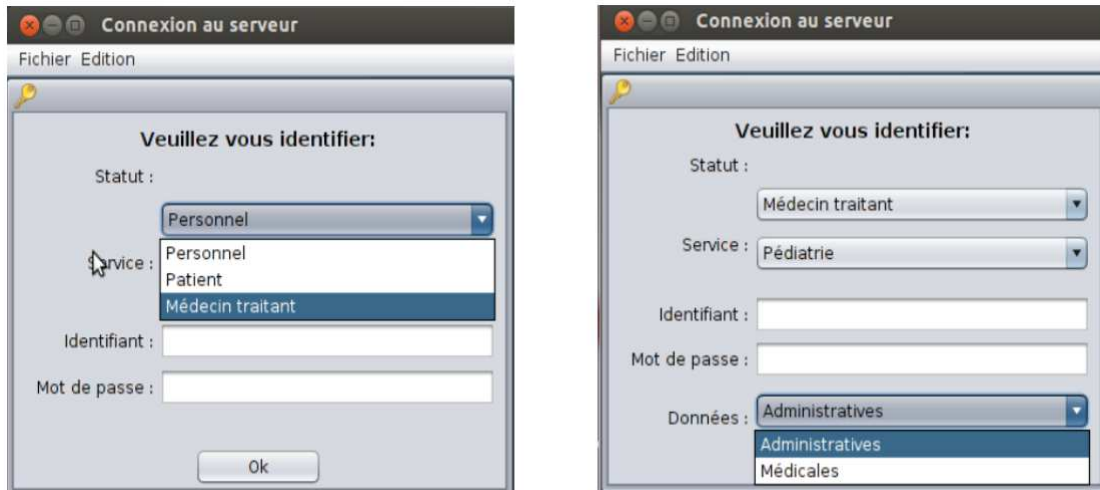 Connexion au serveur
Fichier Edition
Veuillez vous identifier:
Statut :
Personnel
Personnel
Service :
Patient
Médecin traitant
Identifiant :
Mot de passe :
Ok
Connexion au serveur
Fichier Edition
Veuillez vous identifier:
Statut :
Médecin traitant
Service : Pédiatrie
Identifiant :
Mot de passe :
Données : Administratives
Administratives
Médicales